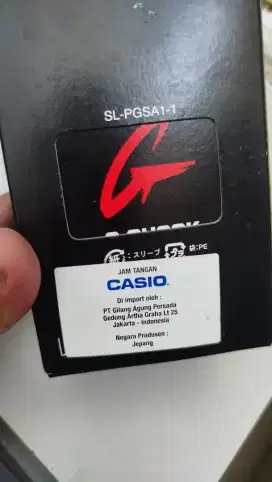 SL-PGSA1-1
G-SHOCK
紙:スリーブ 袋:PE
JAM TANGAN
CASIO
Di import oleh :
PT Gilang Agung Persada
Gedung Artha Graha Lt 25
Jakarta - Indonesia
Negara Produsen :
Jepang